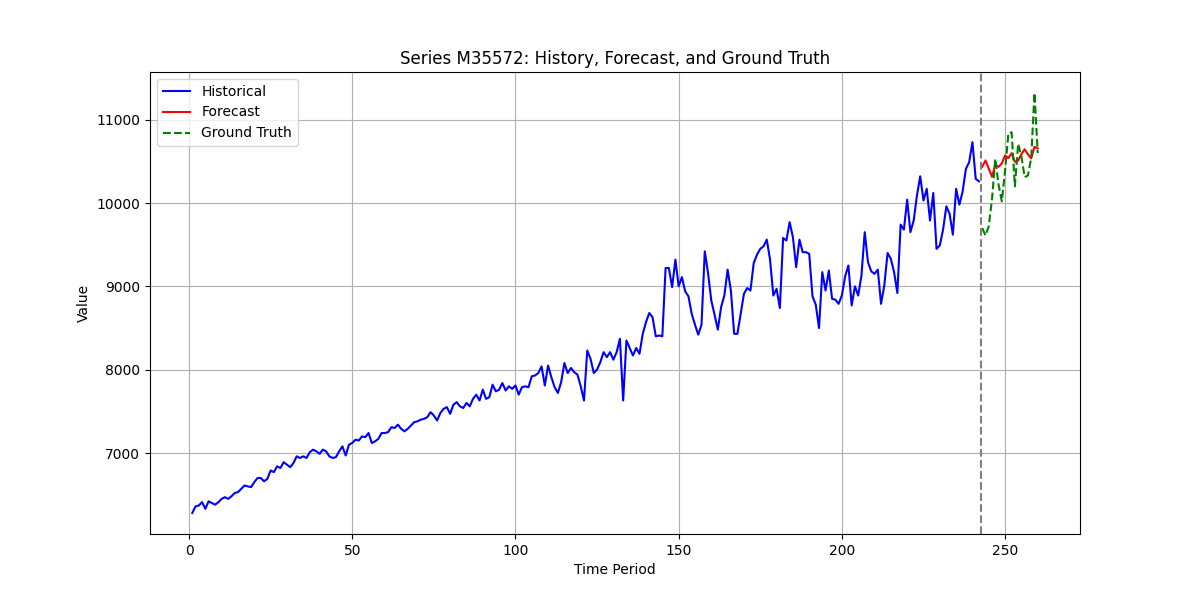 Series M35572: History, Forecast, and Ground Truth
Historical
Forecast
Ground Truth
11000
10000
9000
8000
7000
Value
0 50 100 150 200 250
Time Period